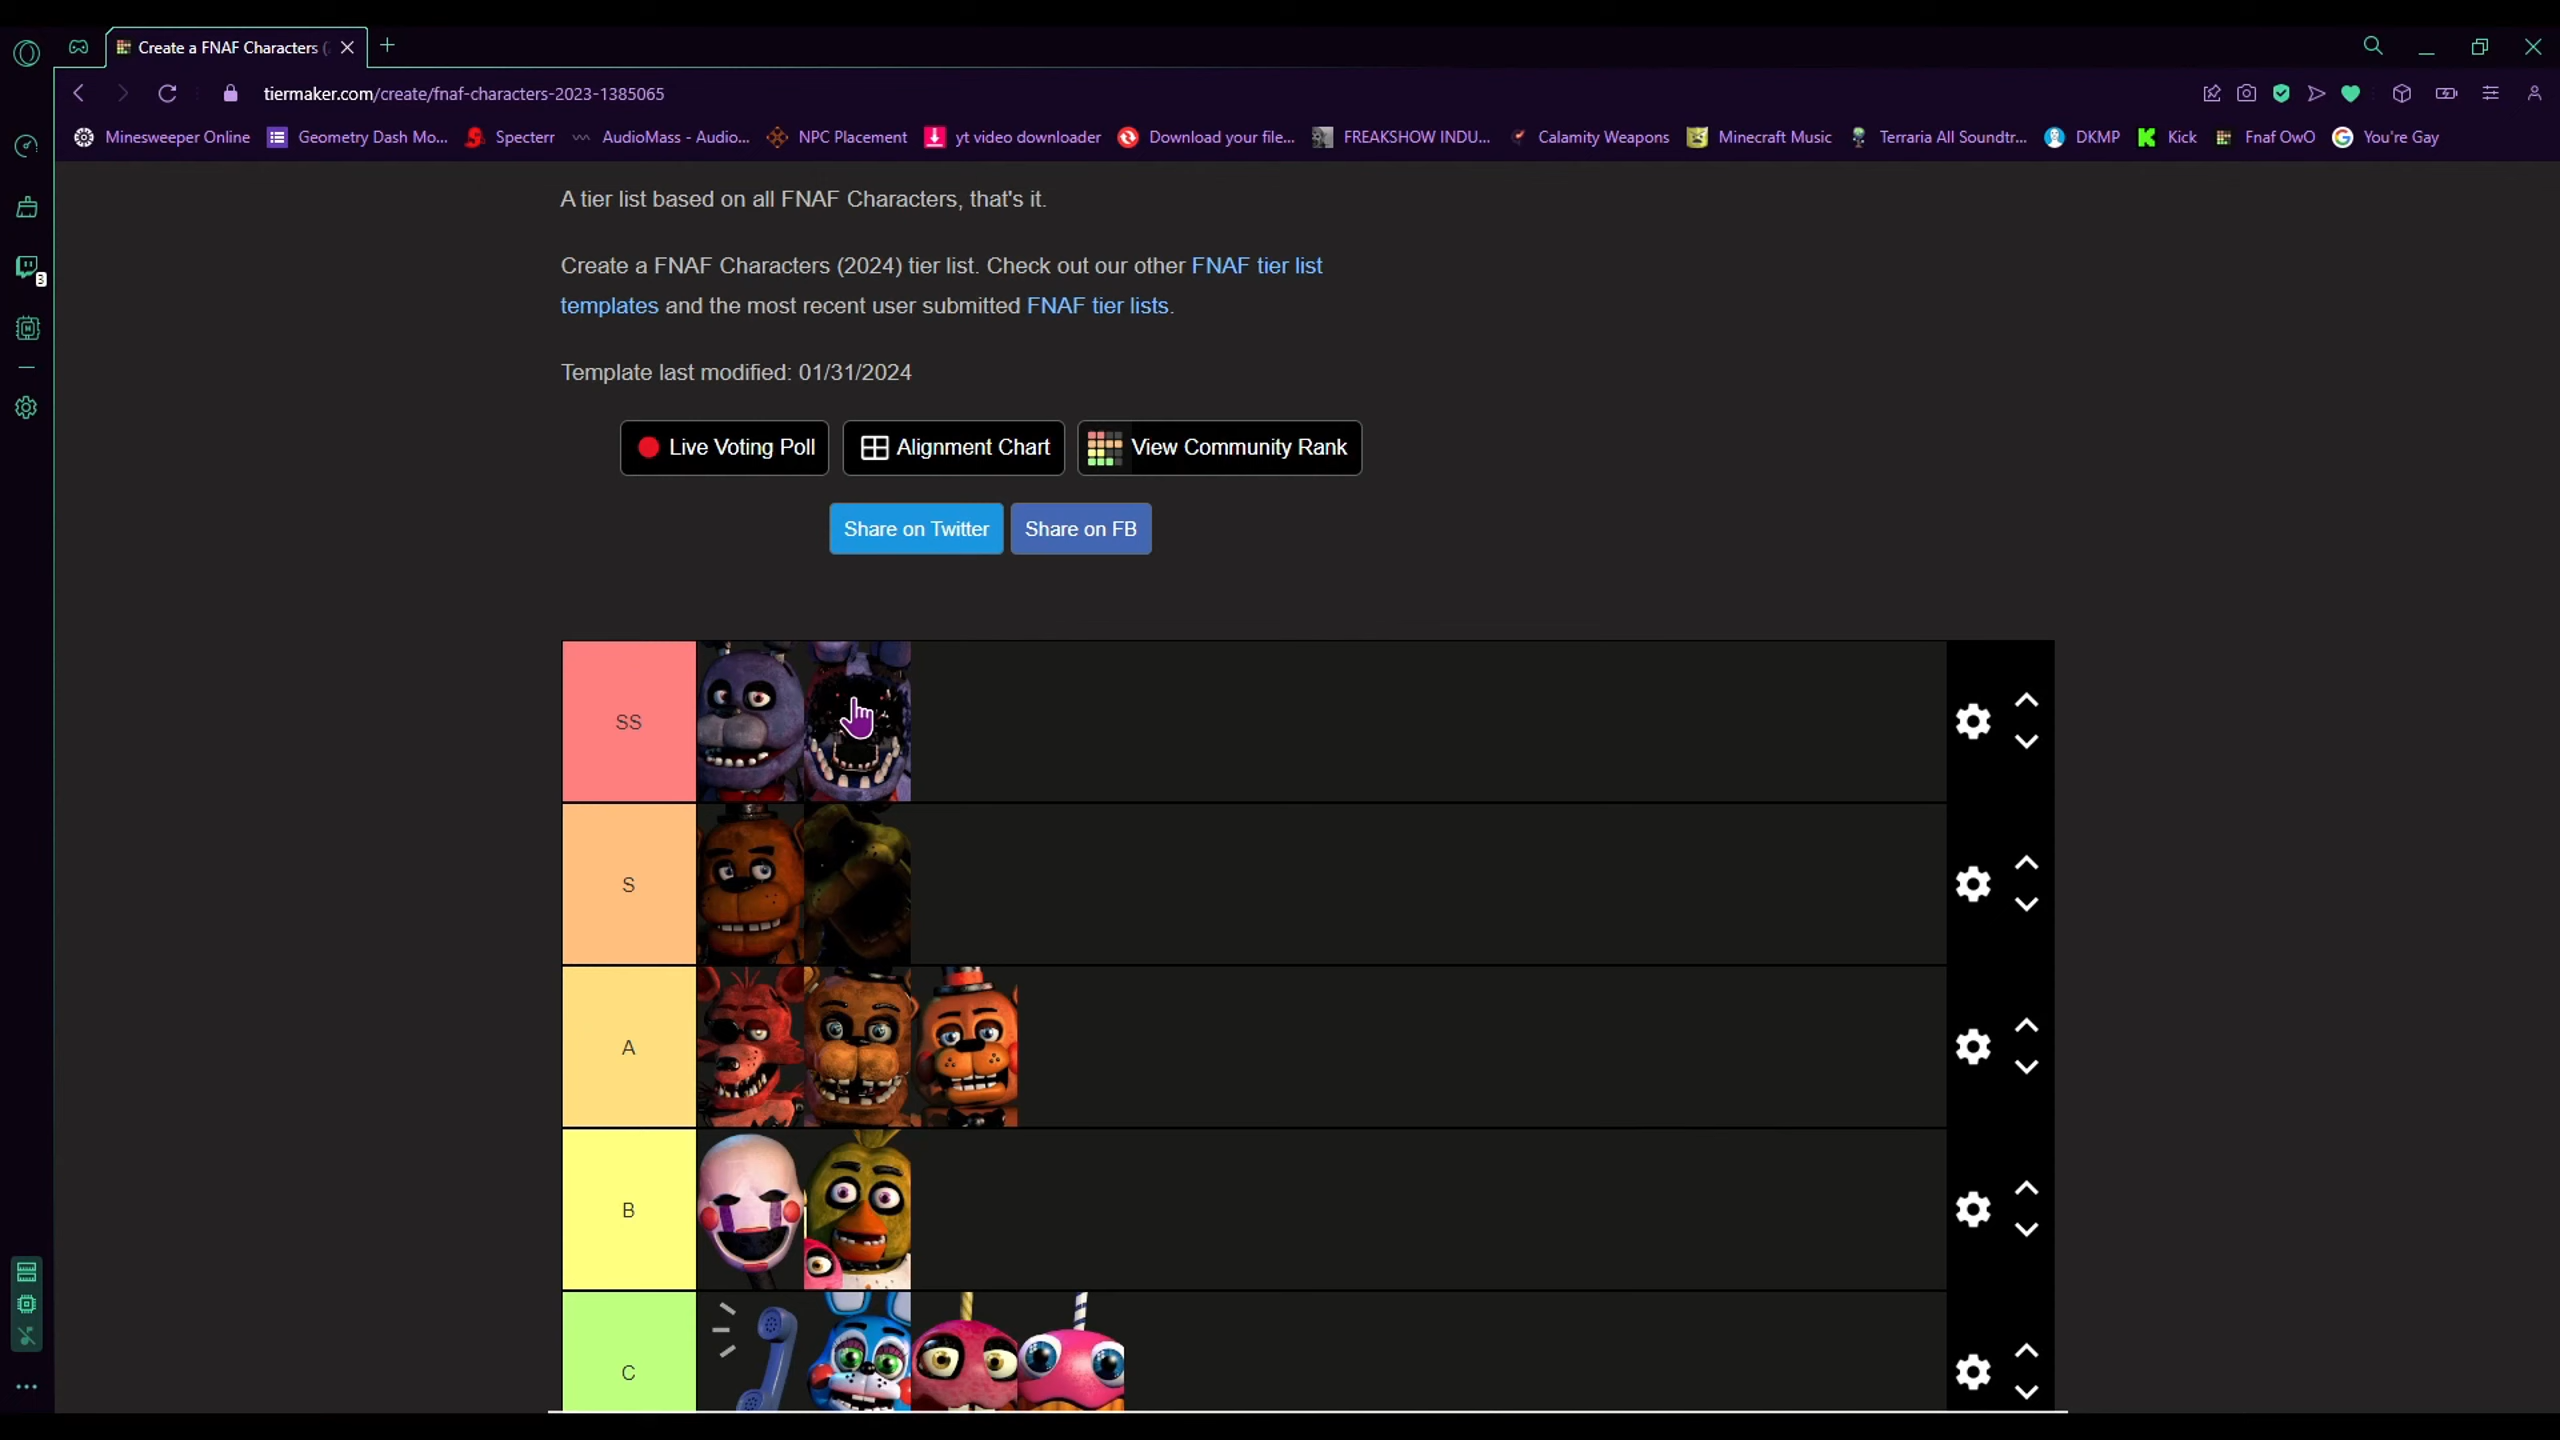 Create a FNAF Characters (
tiermaker.com/create/fnaf-characters-2023-1385065
Minesweeper Online Geometry Dash Mo... Specterr AudioMass - Audio... NPC Placement yt video downloader Download your file... FREAKSHOW INDU... Calamity Weapons Minecraft Music Terraria All Soundtr... DKMP Kick Fnaf OwO You're Gay
A tier list based on all FNAF Characters, that's it.
Create a FNAF Characters (2024) tier list. Check out our other FNAF tier list
templates and the most recent user submitted FNAF tier lists.
Template last modified: 01/31/2024
Live Voting Poll Alignment Chart View Community Rank
Share on Twitter Share on FB
3
SS
S
A
B
C